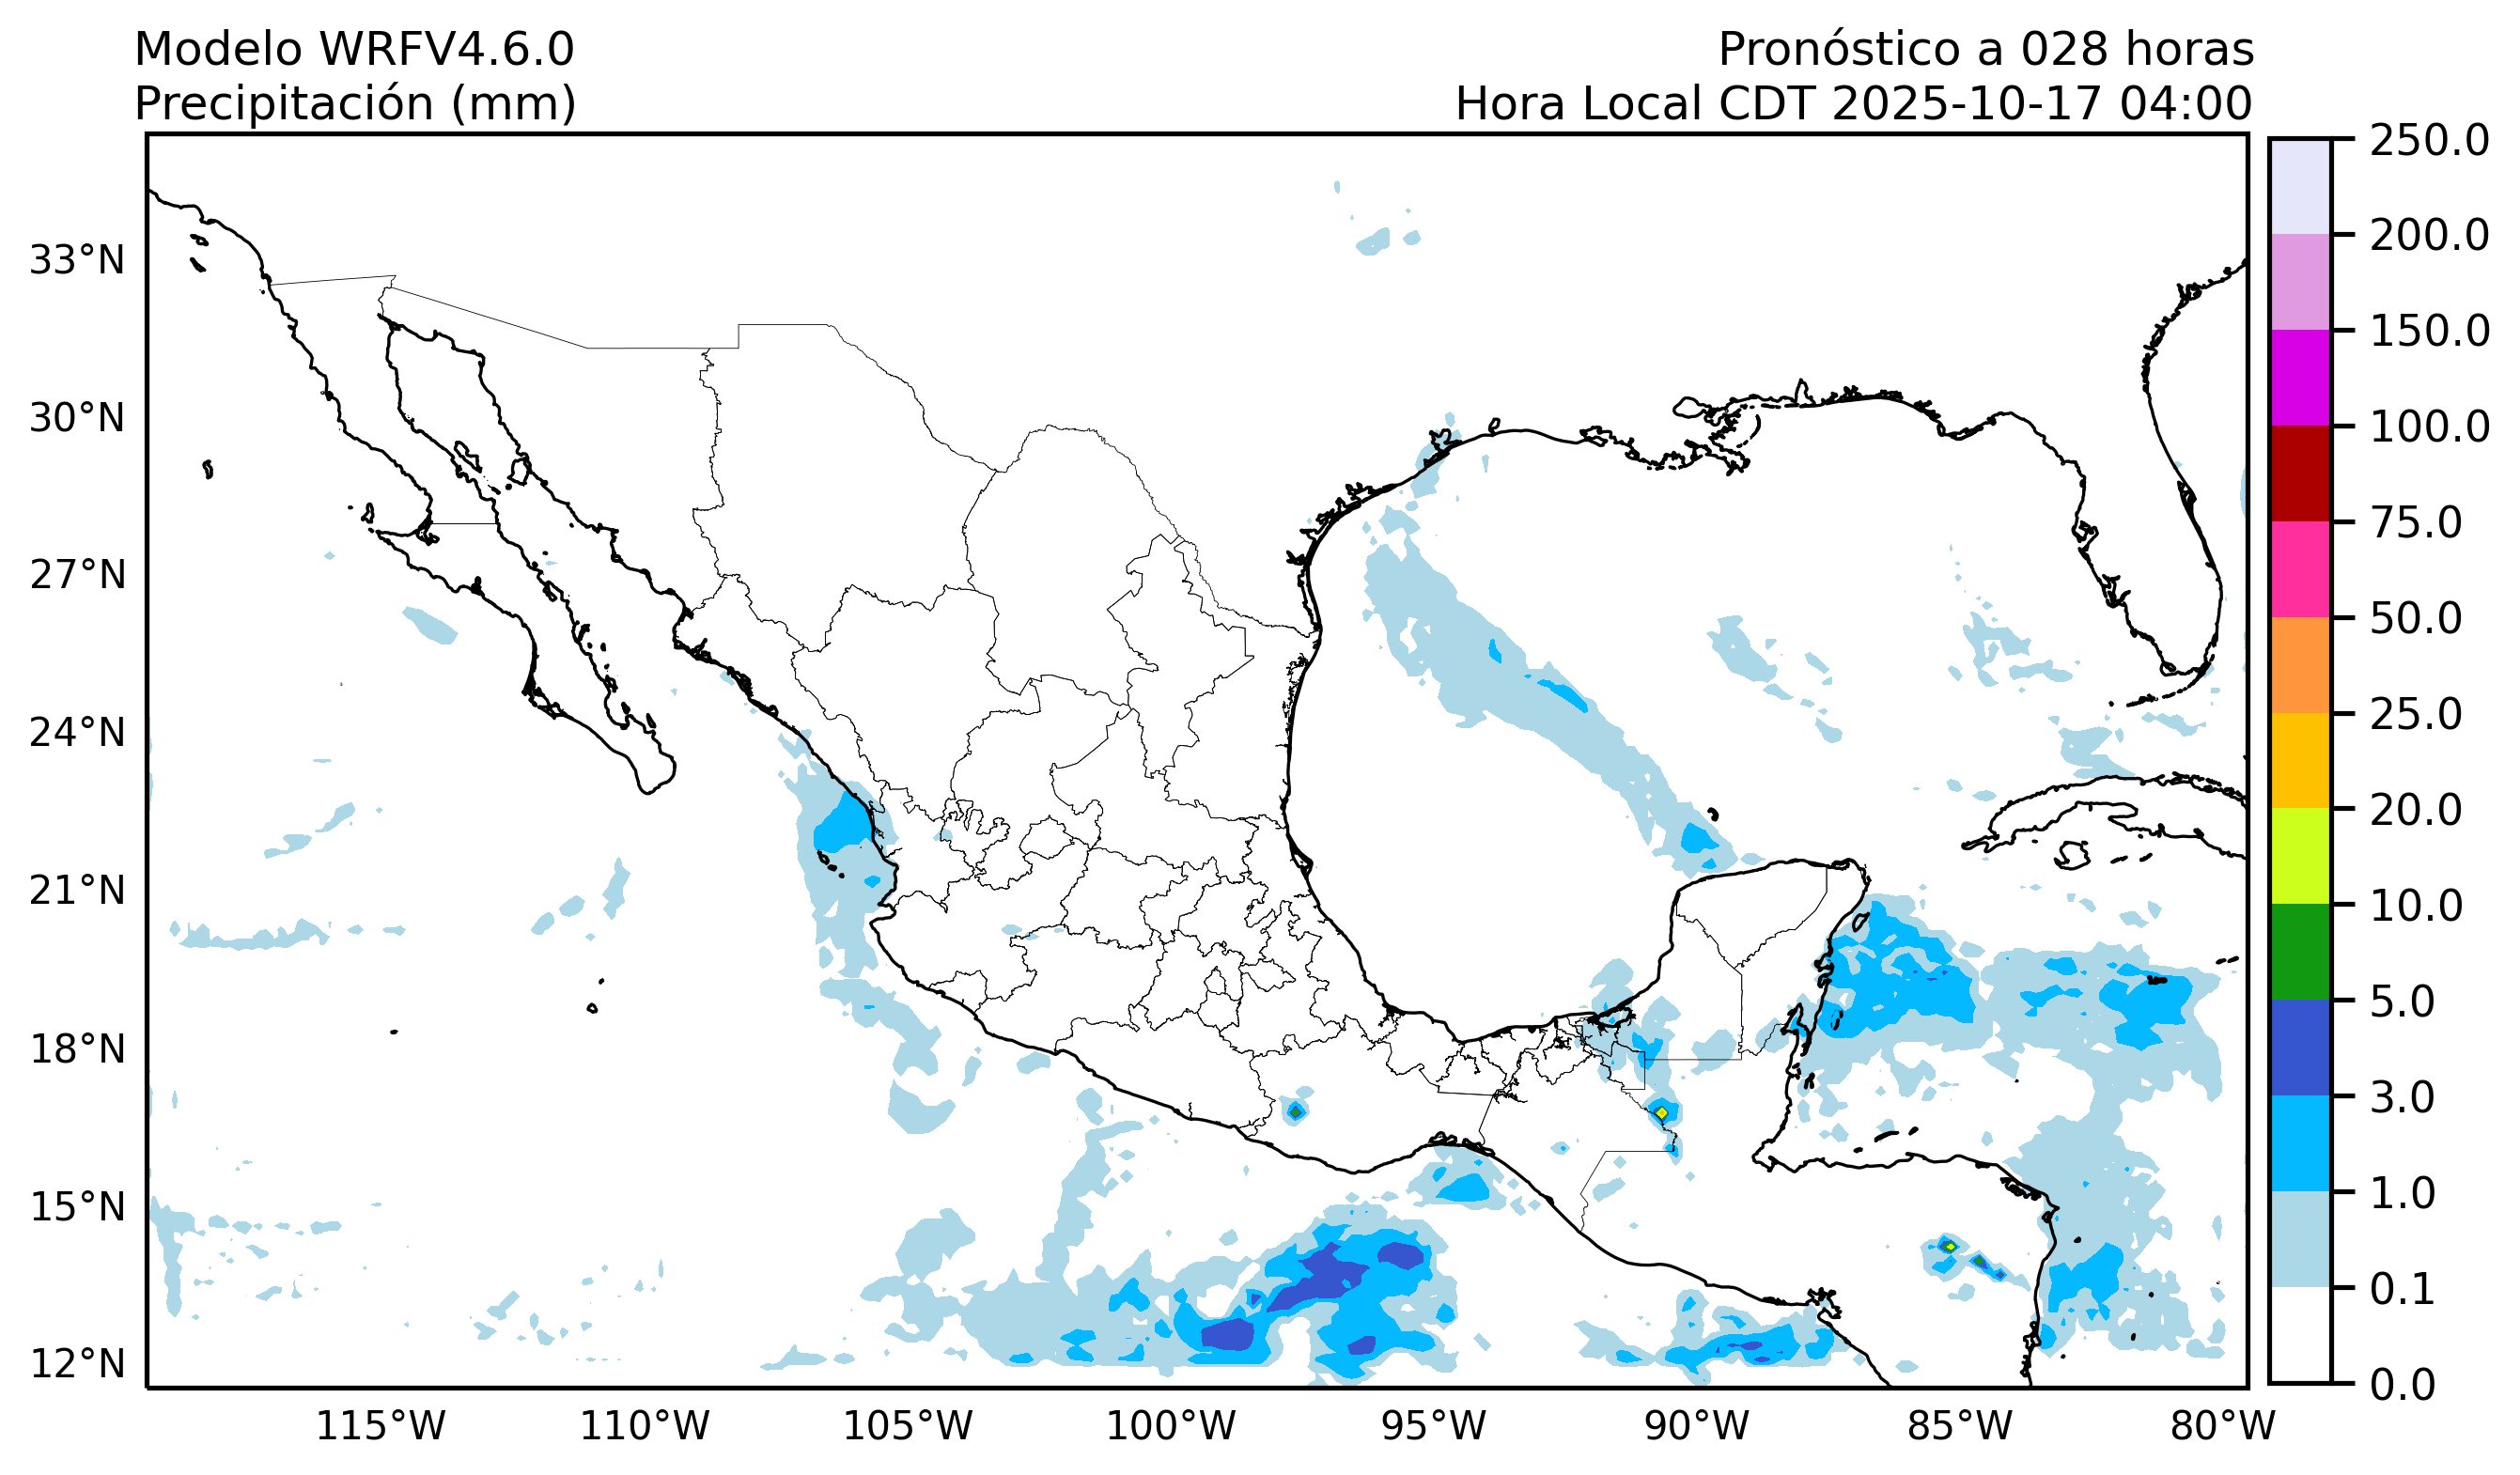 Modelo WRFV4.6.0
Precipitación (mm)
Pronóstico a 028 horas
Hora Local CDT 2025-10-17 04:00
33°N
30°N
27°N
24°N
21°N
18°N
15°N
12°N
115°W
110°W
105°W
100°W
95°W
90°W
85°W
80°W
250.0
200.0
150.0
100.0
75.0
50.0
25.0
20.0
10.0
5.0
3.0
1.0
0.1
0.0